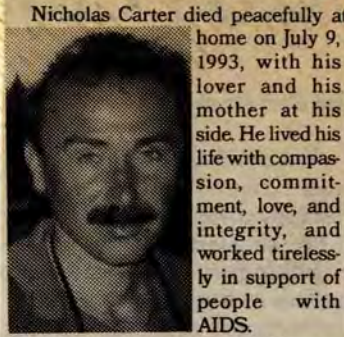 Nicholas Carter died peacefully at
home on July 9,
1993, with his
lover and his
mother at his
side. He lived his
life with compas-
sion, commit-
ment, love, and
integrity, and
worked tireless-
ly in support of
people with
AIDS.